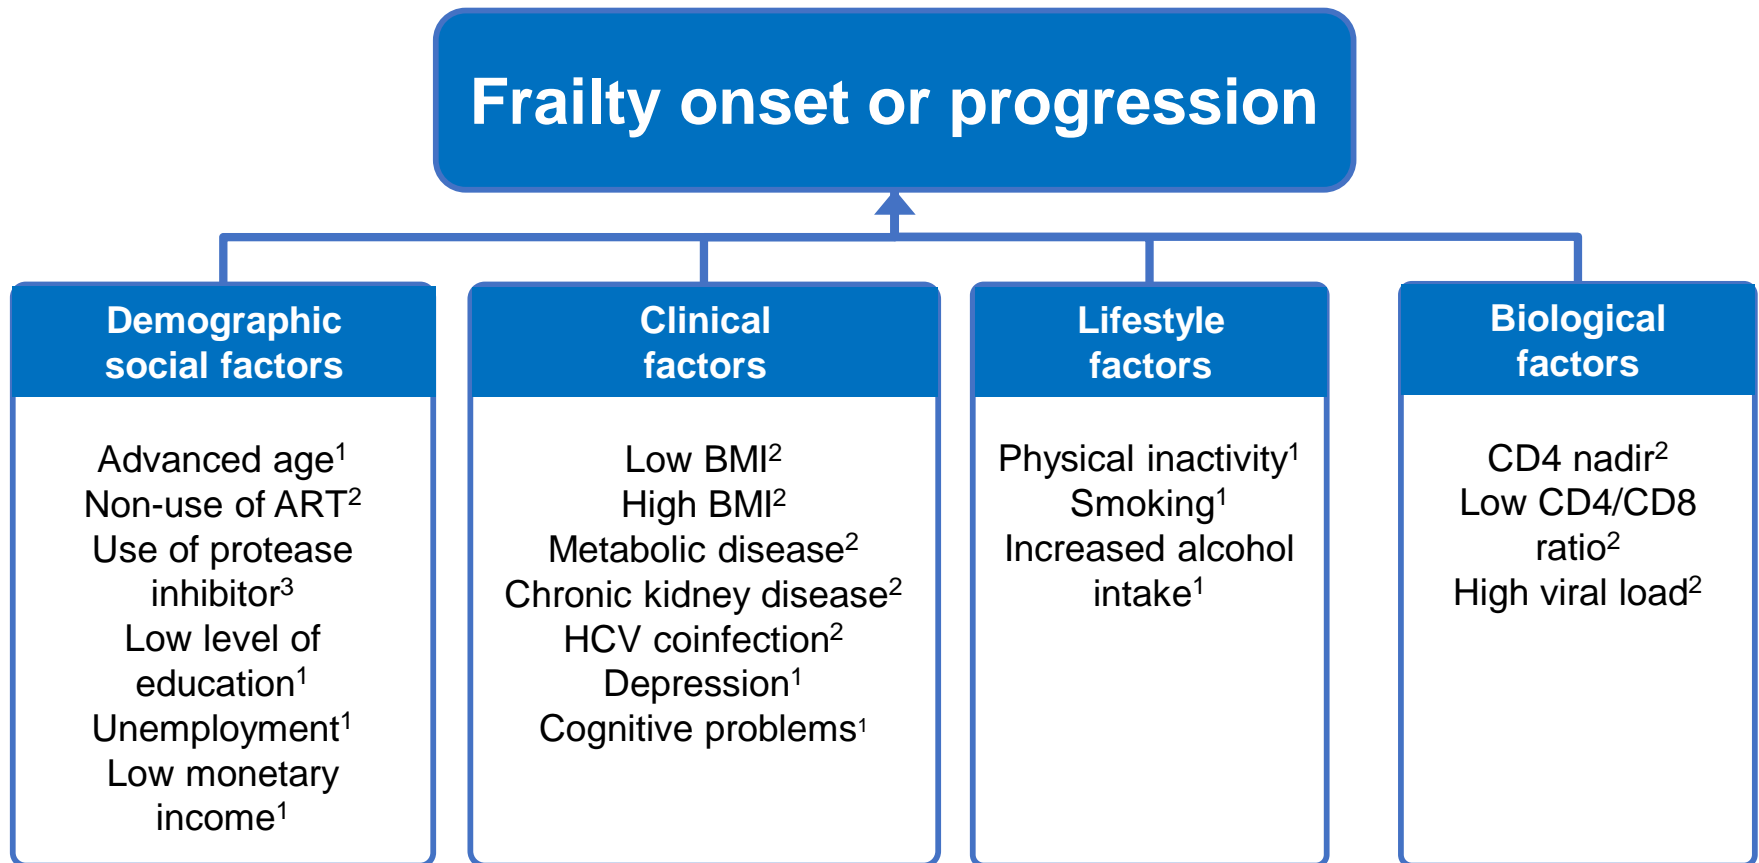 Frailty onset or progression
Demographic
social factors
Advanced age¹
Non-use of ART²
Use of protease
inhibitor³
Low level of
education¹
Unemployment¹
Low monetary
income¹
Clinical
factors
Low BMI²
High BMI²
Metabolic disease²
Chronic kidney disease²
HCV coinfection²
Depression¹
Cognitive problems¹
Lifestyle
factors
Physical inactivity¹
Smoking¹
Increased alcohol
intake¹
Biological
factors
CD4 nadir²
Low CD4/CD8
ratio²
High viral load²